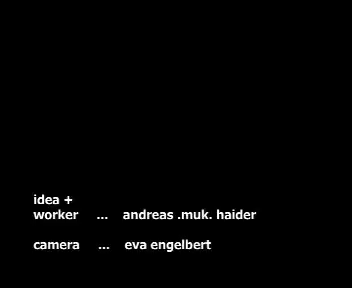 idea +
worker ... andreas .muk. haider
camera ... eva engelbert